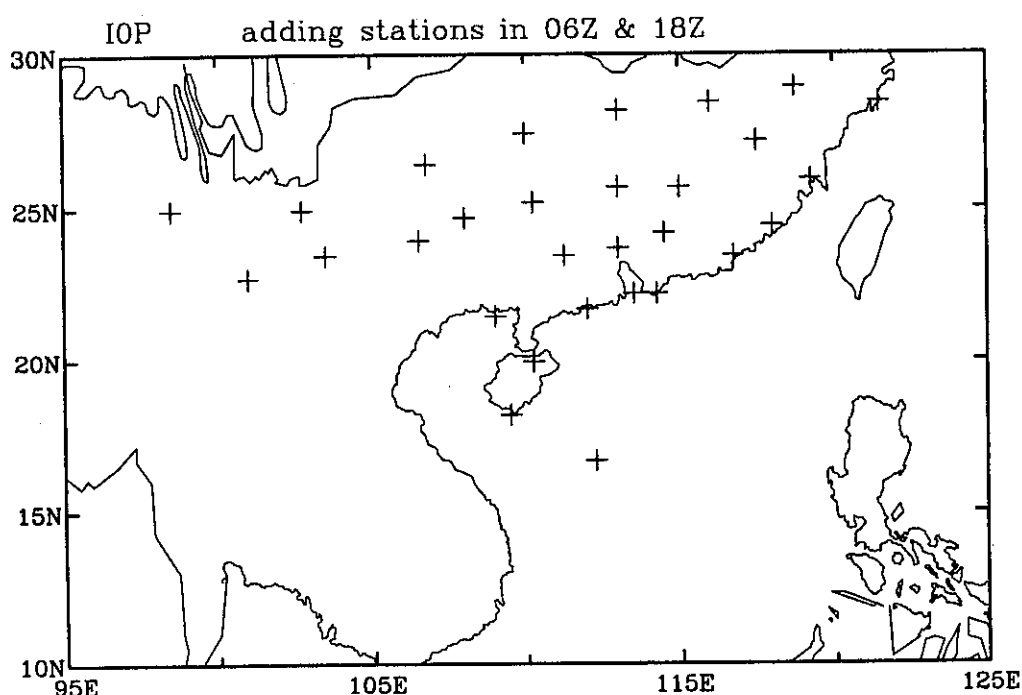 IOP adding stations in 06Z & 18Z
30N
25N
20N
15N
10N
95E 105E 115E 125E